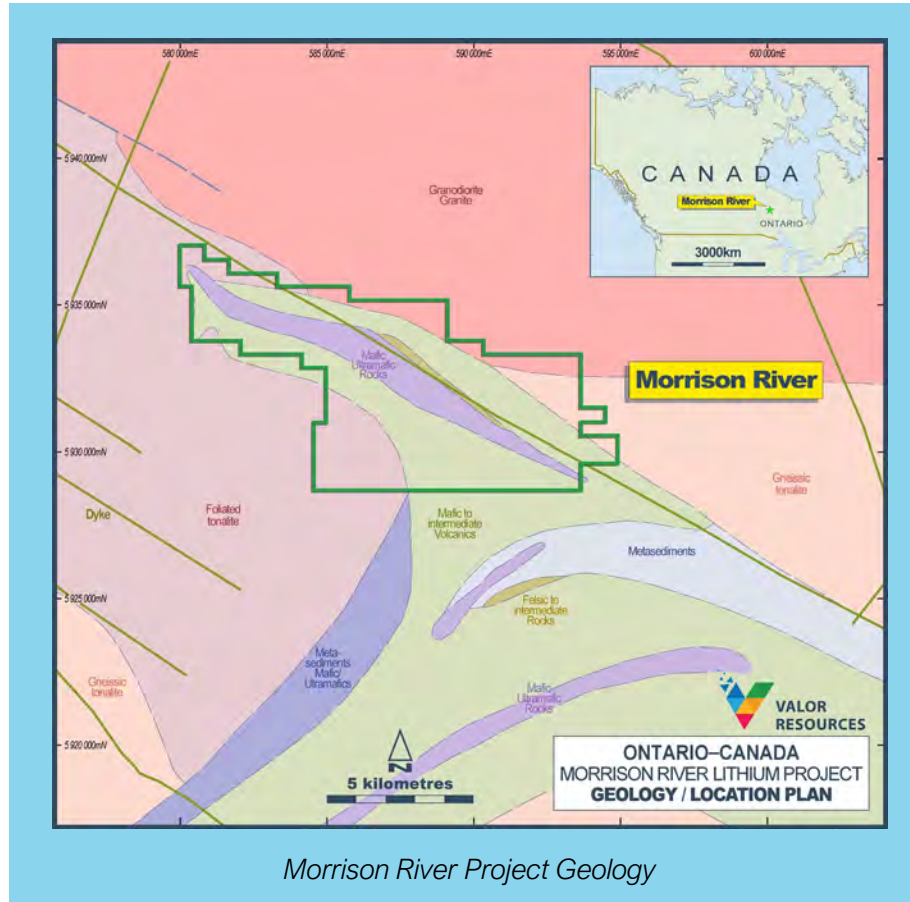 580 000mE
585 000mE
590 000mE
595 000mE
600 000mE
5 940 000mN
5 935 000mN
5 930 000mN
5 925 000mN
5 920 000mN
CANADA
Morrison River
ONTARIO
3000km
Granodiorite
Granite
Mafic
Ultramafic
Rocks
Morrison River
Gneissic
tonalite
Foliated
tonalite
Dyke
Mafic to
intermediate
Volcanics
Metasediments
Felsic to
intermediate
Rocks
Meta-
sediments
Mafic/
Utramafics
Gneissic
tonalite
Mafic
Ultramafic
Rocks
N
5 kilometres
VALOR
RESOURCES
ONTARIO–CANADA
MORRISON RIVER LITHIUM PROJECT
GEOLOGY / LOCATION PLAN
Morrison River Project Geology